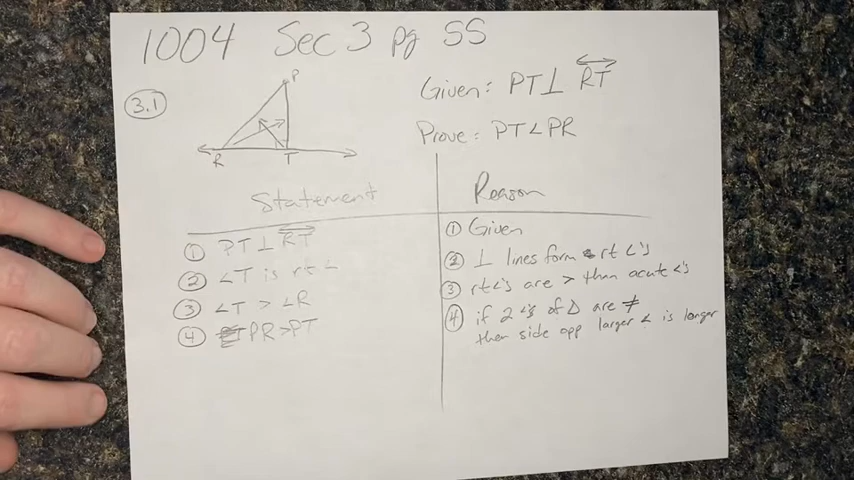 1004 Sec 3 pg 55
3.1
P
R T
Given: PT ⊥ RT
Prove: PT < PR
Statement
Reason
① PT ⊥ RT
② ∠T is rt ∠
③ ∠T > ∠R
④ PR > PT
① Given
② ⊥ lines form rt ∠'s
③ rt ∠'s are > than acute ∠'s
④ if 2 ∠'s of △ are ≠
then side opp larger ∠ is longer